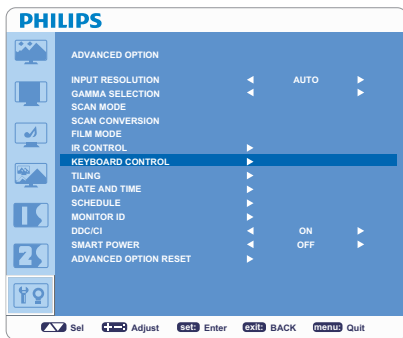 PHILIPS
ADVANCED OPTION
INPUT RESOLUTION AUTO
GAMMA SELECTION
SCAN MODE
SCAN CONVERSION
FILM MODE
IR CONTROL
KEYBOARD CONTROL
TILING
DATE AND TIME
SCHEDULE
MONITOR ID
DDC/CI ON
SMART POWER OFF
ADVANCED OPTION RESET
Sel Adjust set: Enter exit: BACK menu: Quit